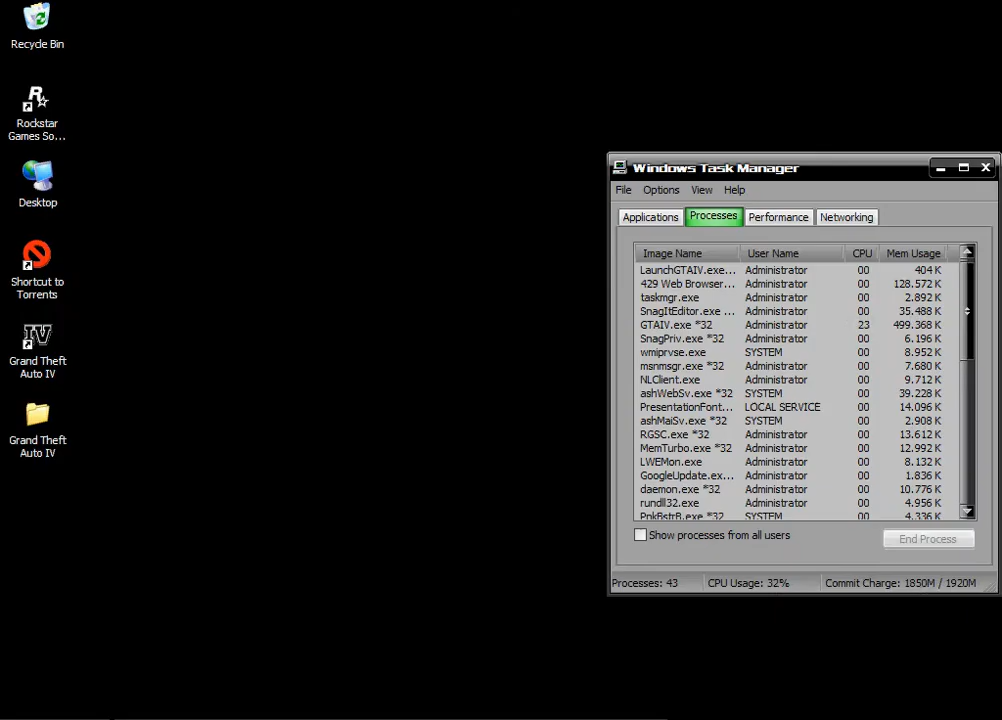 Recycle Bin
Rockstar
Games So...
Desktop
Shortcut to
Torrents
Grand Theft
Auto IV
Grand Theft
Auto IV
Windows Task Manager
File Options View Help
Applications Processes Performance Networking
Image Name User Name CPU Mem Usage
LaunchGTAIV.exe... Administrator 00 404 K
429 Web Browser... Administrator 00 128.572 K
taskmgr.exe Administrator 00 2.892 K
SnagItEditor.exe ... Administrator 00 35.488 K
GTAIV.exe *32 Administrator 23 499.368 K
SnagPriv.exe *32 Administrator 00 6.196 K
wmiprvse.exe SYSTEM 00 8.952 K
msnmsgr.exe *32 Administrator 00 7.680 K
NLClient.exe Administrator 00 9.712 K
ashWebSv.exe *32 SYSTEM 00 39.228 K
PresentationFont... LOCAL SERVICE 00 14.096 K
ashMaiSv.exe *32 SYSTEM 00 2.908 K
RGSC.exe *32 Administrator 00 13.612 K
MemTurbo.exe *32 Administrator 00 12.992 K
LWEMon.exe Administrator 00 8.132 K
GoogleUpdate.ex... Administrator 00 1.836 K
daemon.exe *32 Administrator 00 10.776 K
rundll32.exe Administrator 00 4.956 K
PnkBstrB.exe *32 SYSTEM 00 4.336 K
Show processes from all users
End Process
Processes: 43 CPU Usage: 32% Commit Charge: 1850M / 1920M